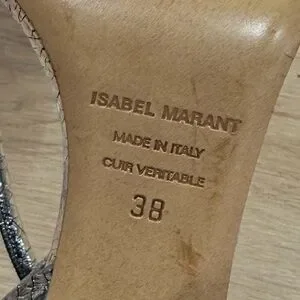 ISABEL MARANT
MADE IN ITALY
CUIR VERITABLE
38